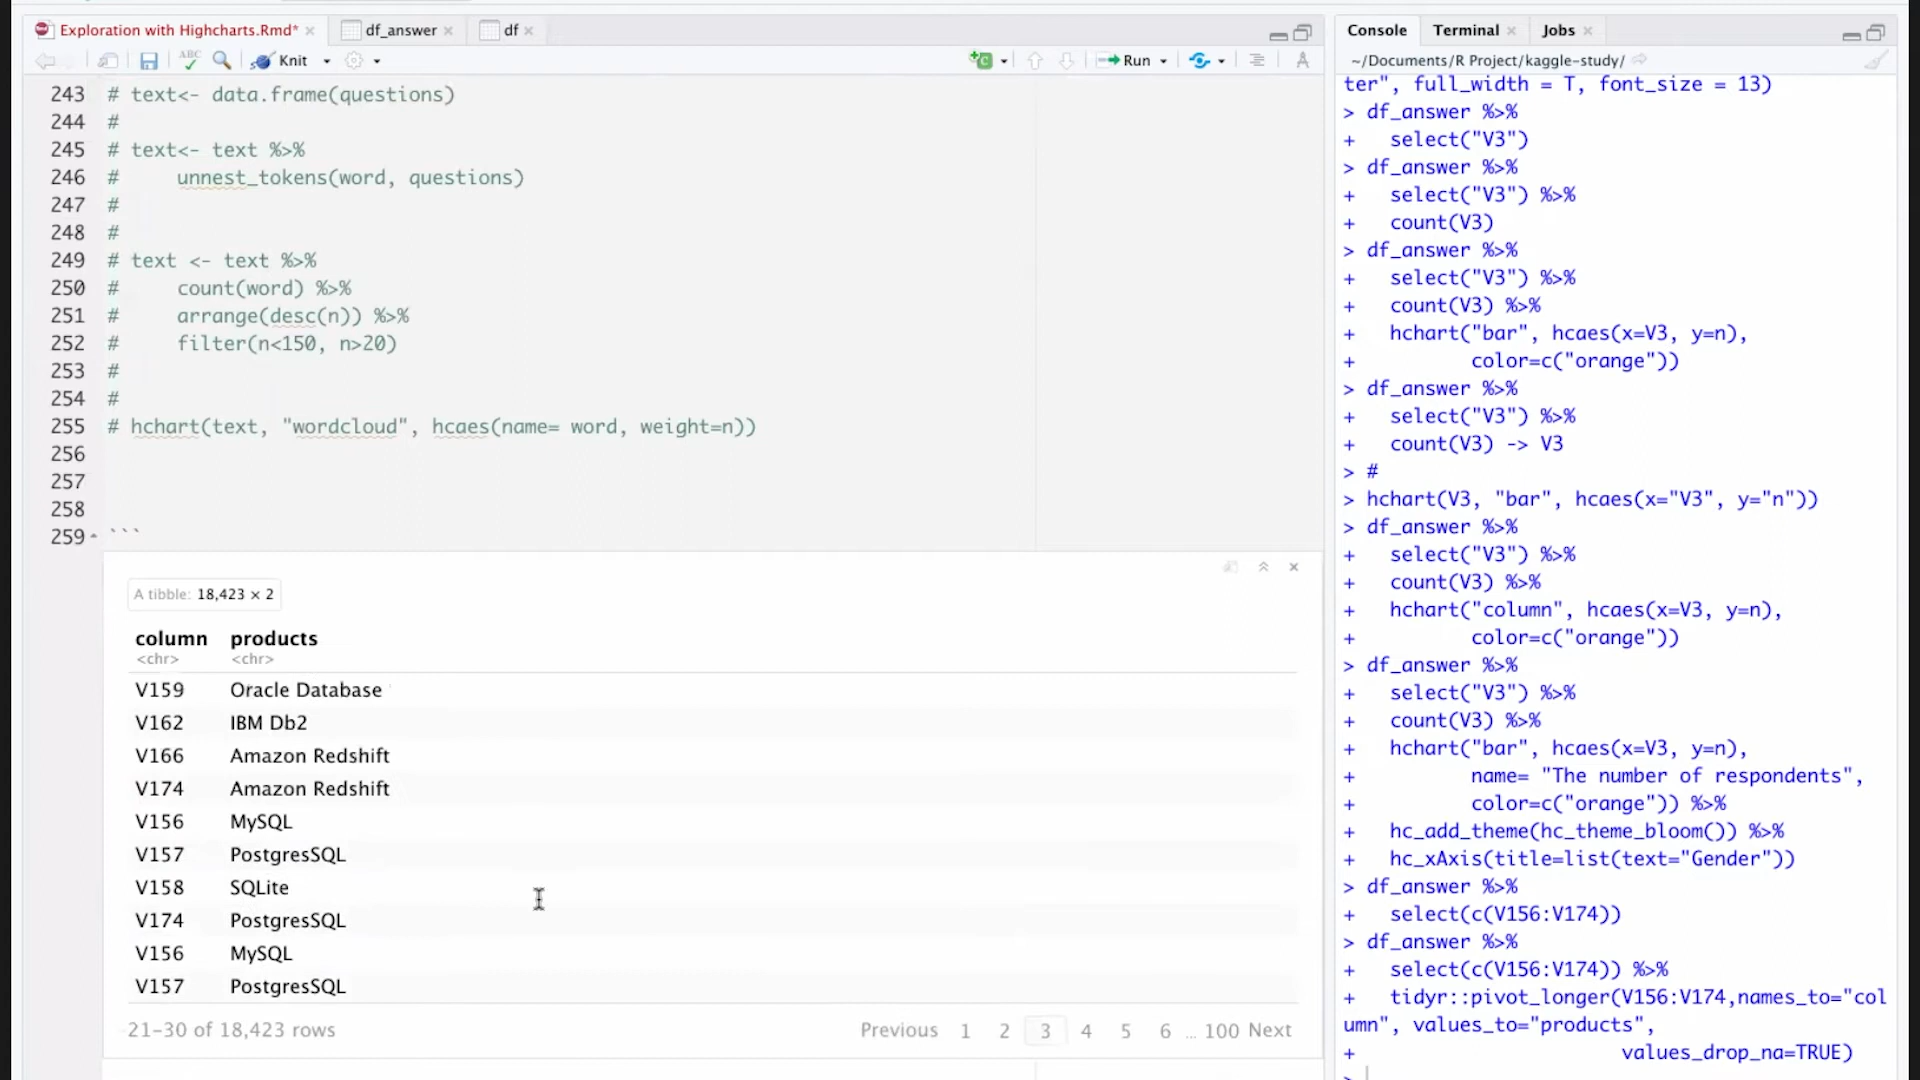 Exploration with Highcharts.Rmd* × df_answer × df ×
ABC Knit Run
243 # text<- data.frame(questions)
244 #
245 # text<- text %>%
246 #     unnest_tokens(word, questions)
247 #
248 #
249 # text <- text %>%
250 #     count(word) %>%
251 #     arrange(desc(n)) %>%
252 #     filter(n<150, n>20)
253 #
254 #
255 # hchart(text, "wordcloud", hcaes(name= word, weight=n))
256
257
258
259 ```
A tibble: 18,423 × 2
column products
<chr> <chr>
V159 Oracle Database
V162 IBM Db2
V166 Amazon Redshift
V174 Amazon Redshift
V156 MySQL
V157 PostgresSQL
V158 SQLite
V174 PostgresSQL
V156 MySQL
V157 PostgresSQL
21-30 of 18,423 rows Previous 1 2 3 4 5 6 ... 100 Next
Console Terminal × Jobs ×
~/Documents/R Project/kaggle-study/
ter", full_width = T, font_size = 13)
> df_answer %>%
+   select("V3")
> df_answer %>%
+   select("V3") %>%
+   count(V3)
> df_answer %>%
+   select("V3") %>%
+   count(V3) %>%
+   hchart("bar", hcaes(x=V3, y=n),
+          color=c("orange"))
> df_answer %>%
+   select("V3") %>%
+   count(V3) -> V3
> #
> hchart(V3, "bar", hcaes(x="V3", y="n"))
> df_answer %>%
+   select("V3") %>%
+   count(V3) %>%
+   hchart("column", hcaes(x=V3, y=n),
+          color=c("orange"))
> df_answer %>%
+   select("V3") %>%
+   count(V3) %>%
+   hchart("bar", hcaes(x=V3, y=n),
+          name= "The number of respondents",
+          color=c("orange")) %>%
+   hc_add_theme(hc_theme_bloom()) %>%
+   hc_xAxis(title=list(text="Gender"))
> df_answer %>%
+   select(c(V156:V174))
> df_answer %>%
+   select(c(V156:V174)) %>%
+   tidyr::pivot_longer(V156:V174,names_to="col
umn", values_to="products",
+                       values_drop_na=TRUE)
>